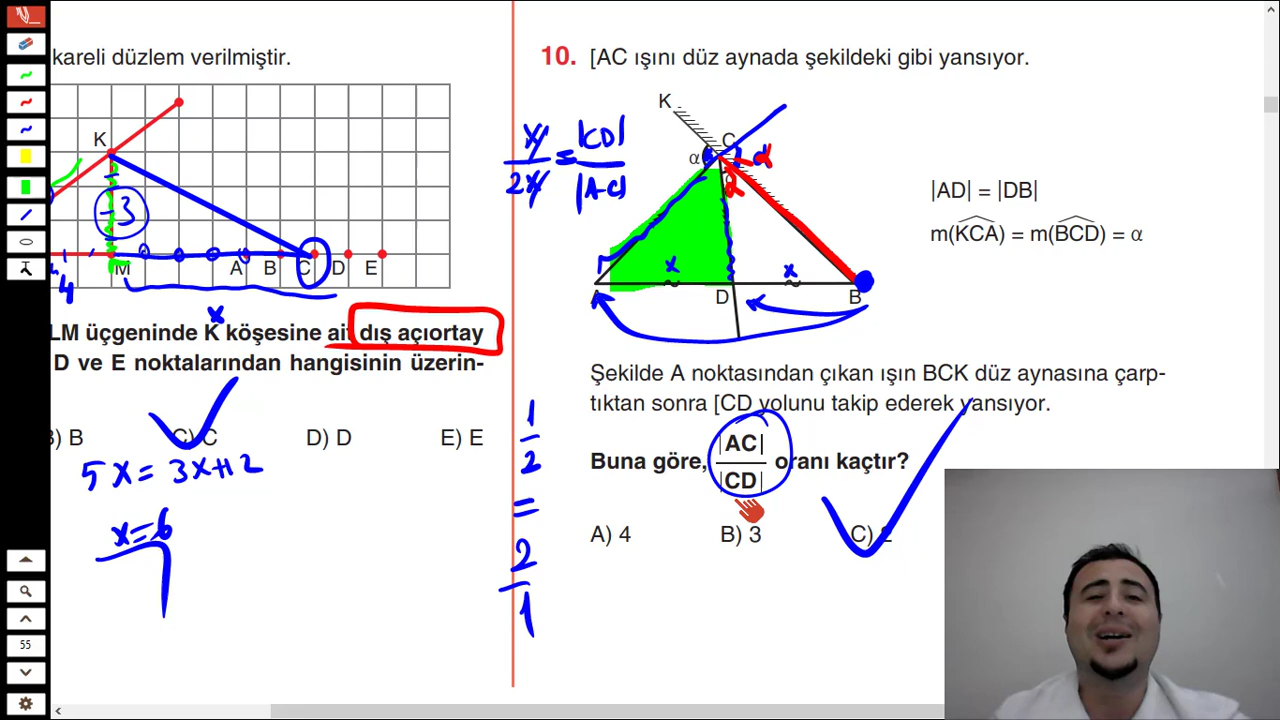 kareli düzlem verilmiştir.
K
-3
M
A
B
C
D
E
4
x
LM üçgeninde K köşesine ait dış açıortay
D ve E noktalarından hangisinin üzerin-
B) B
C) C
D) D
E) E
5x = 3x+12
x=6
10. [AC ışını düz aynada şekildeki gibi yansıyor.
x/2x = |CD|/|AC|
K
C
α
α
α
x
x
A
D
B
|AD| = |DB|
m(KCA) = m(BCD) = α
Şekilde A noktasından çıkan ışın BCK düz aynasına çarp-
tıktan sonra [CD yolunu takip ederek yansıyor.
Buna göre, |AC|/|CD| oranı kaçtır?
1/2 = 2/1
A) 4
B) 3
C) 2
55